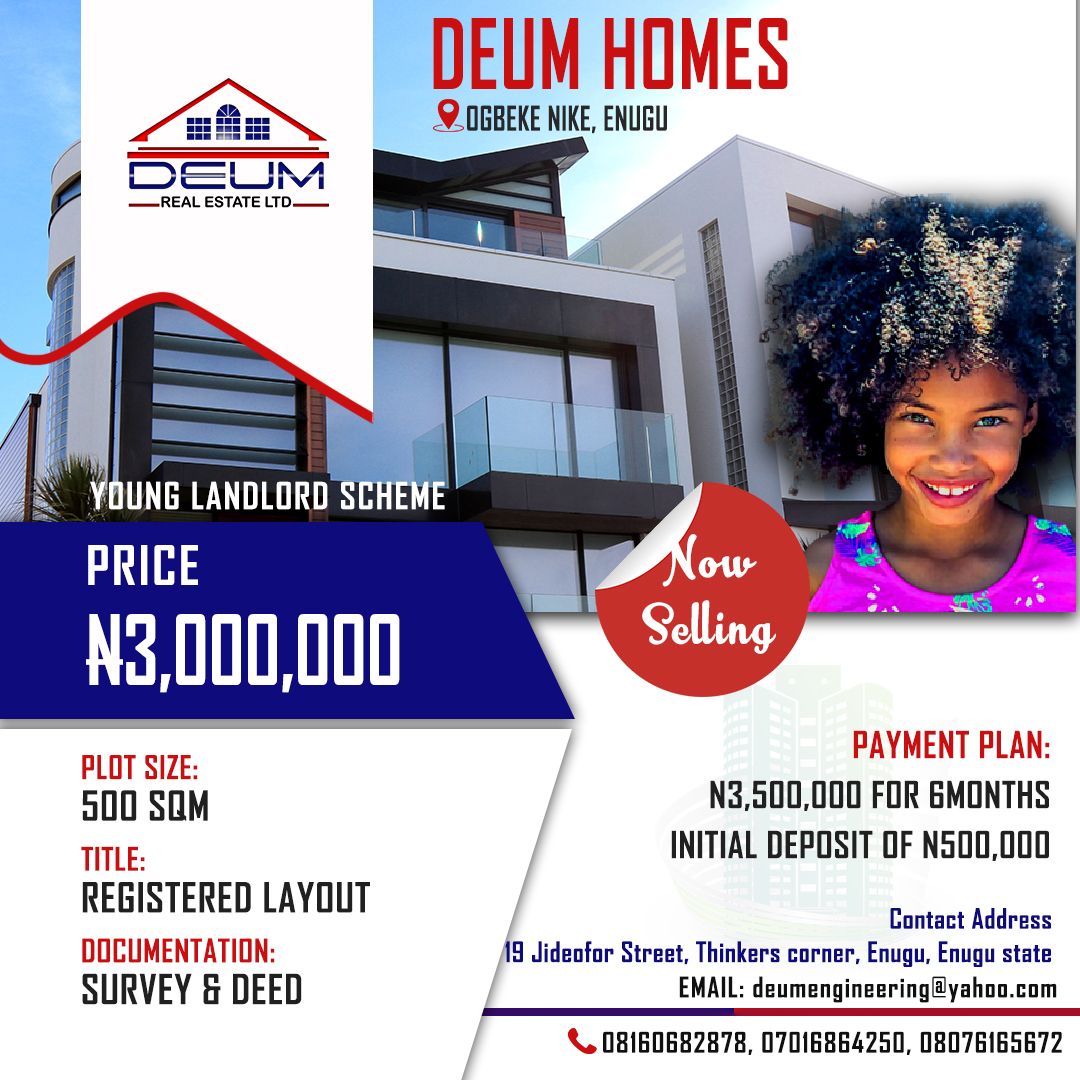 DEUM HOMES
OGBEKE NIKE, ENUGU
DEUM
REAL ESTATE LTD
YOUNG LANDLORD SCHEME
PRICE
₦3,000,000
Now
Selling
PLOT SIZE:
500 SQM
TITLE:
REGISTERED LAYOUT
DOCUMENTATION:
SURVEY & DEED
PAYMENT PLAN:
N3,500,000 FOR 6MONTHS
INITIAL DEPOSIT OF N500,000
Contact Address
19 Jideofor Street, Thinkers corner, Enugu, Enugu state
EMAIL: deumengineering@yahoo.com
08160682878, 07016864250, 08076165672